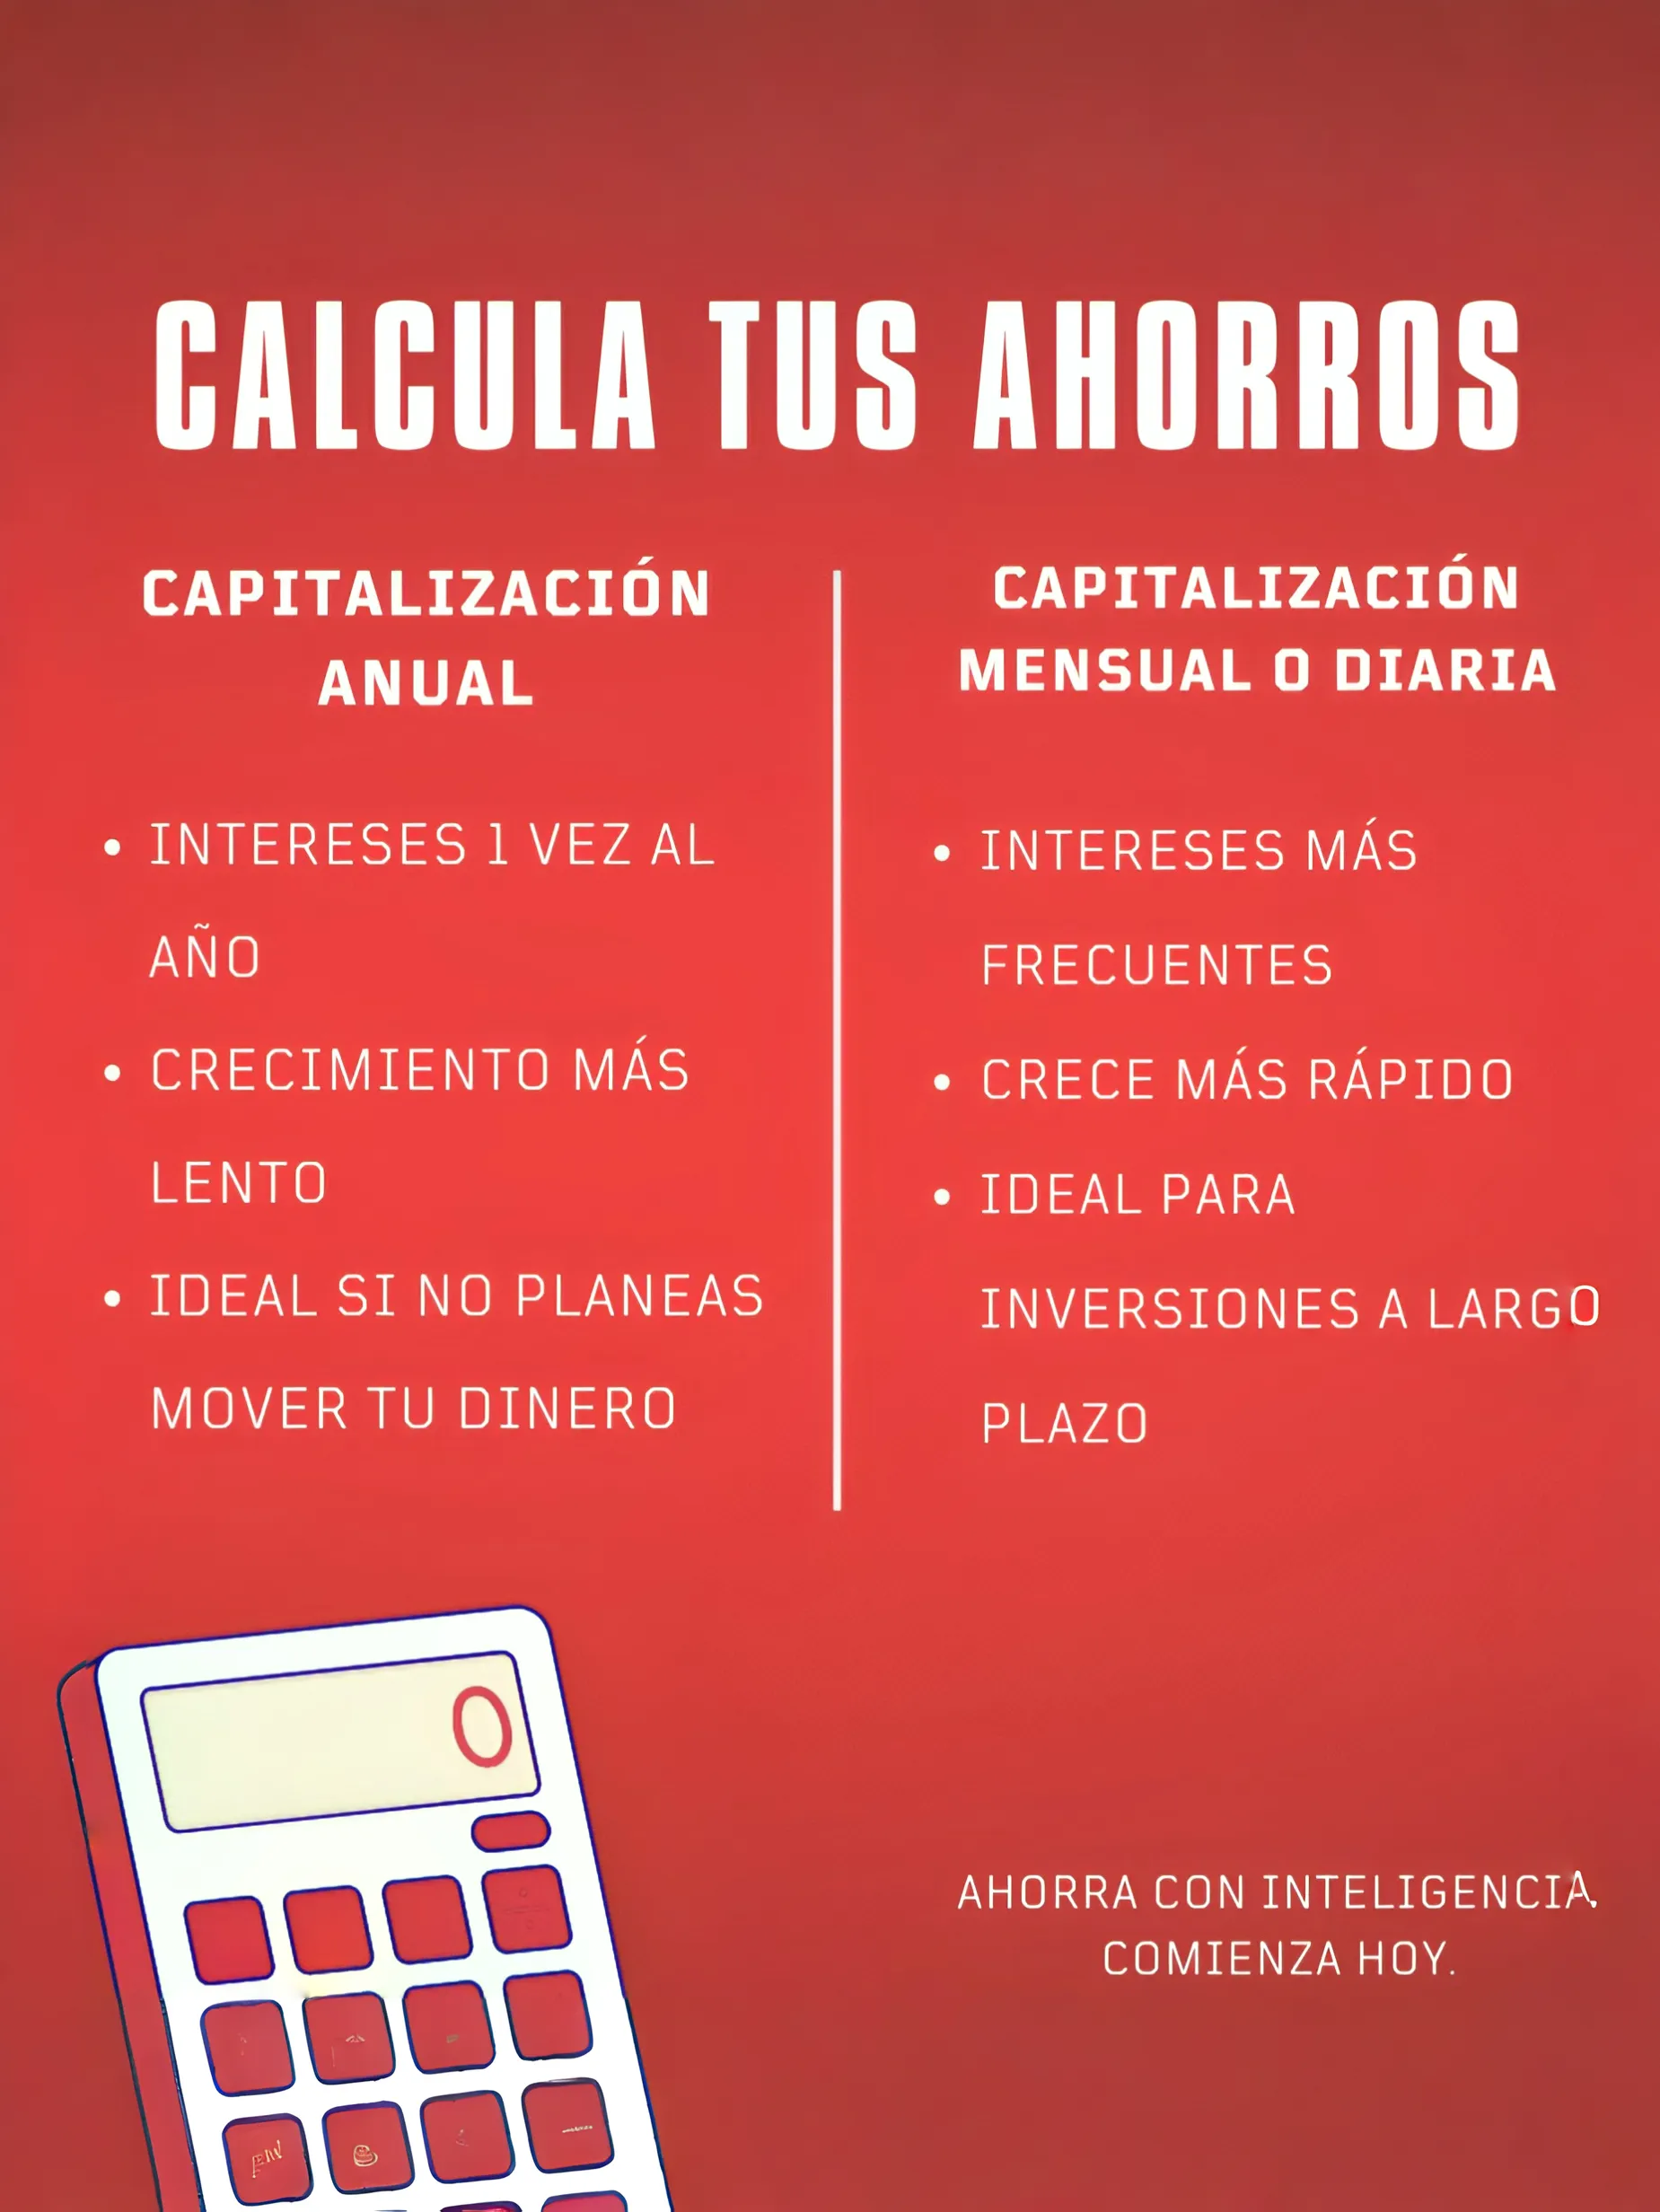 CALCULA TUS AHORROS
CAPITALIZACIÓN
ANUAL
• INTERESES 1 VEZ AL
AÑO
• CRECIMIENTO MÁS
LENTO
• IDEAL SI NO PLANEAS
MOVER TU DINERO
CAPITALIZACIÓN
MENSUAL O DIARIA
• INTERESES MÁS
FRECUENTES
• CRECE MÁS RÁPIDO
• IDEAL PARA
INVERSIONES A LARGO
PLAZO
0
AHORRA CON INTELIGENCIA.
COMIENZA HOY.